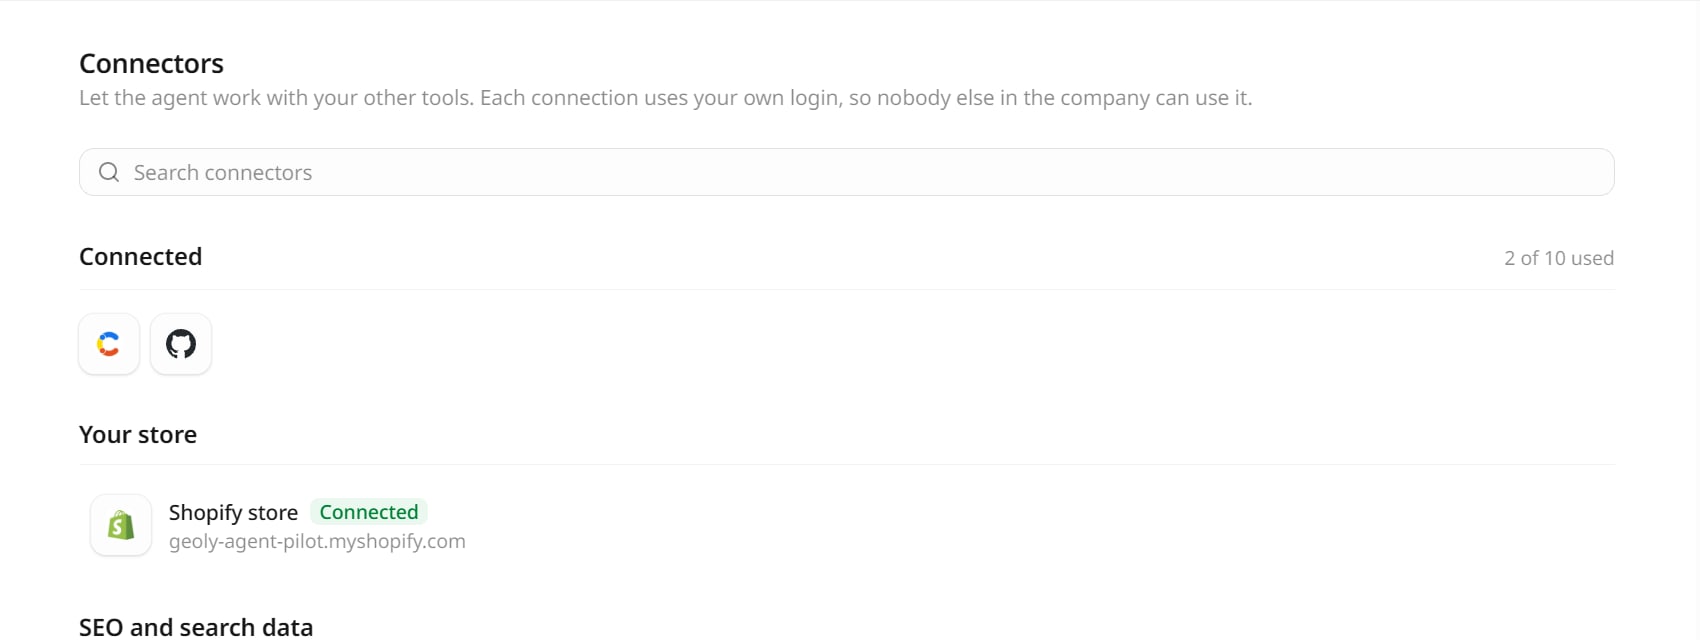 Connectors
Let the agent work with your other tools. Each connection uses your own login, so nobody else in the company can use it.
Search connectors
Connected
2 of 10 used
Your store
Shopify store Connected
geoly-agent-pilot.myshopify.com
SEO and search data